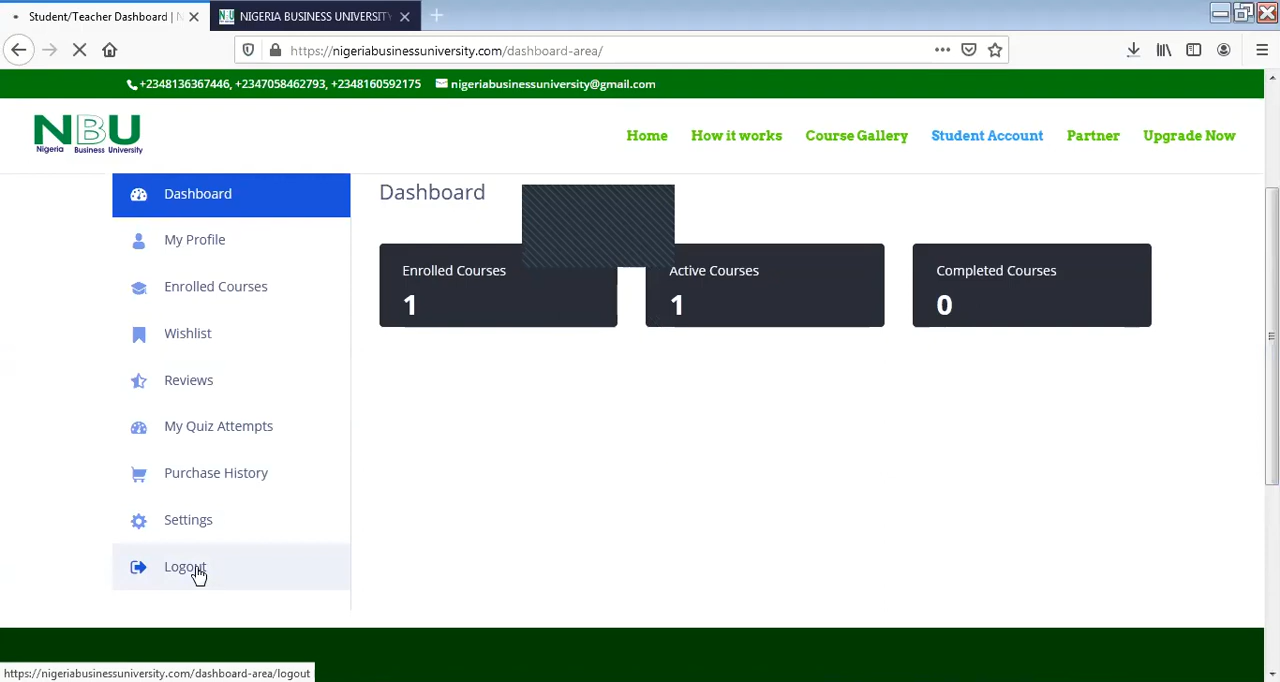 Student/Teacher Dashboard | N
NIGERIA BUSINESS UNIVERSITY
https://nigeriabusinessuniversity.com/dashboard-area/
+2348136367446, +2347058462793, +2348160592175
nigeriabusinessuniversity@gmail.com
NBU
Nigeria Business University
Home
How it works
Course Gallery
Student Account
Partner
Upgrade Now
Dashboard
My Profile
Enrolled Courses
Wishlist
Reviews
My Quiz Attempts
Purchase History
Settings
Logout
Dashboard
Enrolled Courses
1
Active Courses
1
Completed Courses
0
https://nigeriabusinessuniversity.com/dashboard-area/logout